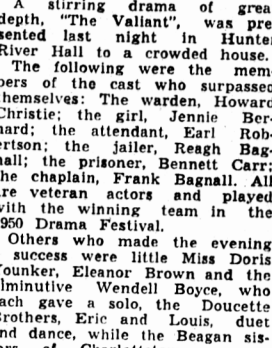 A stirring drama of grea
depth, "The Valiant", was pre
sented last night in Hunte
River Hall to a crowded house.
The following were the mem
bers of the cast who surpassed
themselves: The warden, Howard
Christie; the girl, Jennie Ber-
nard; the attendant, Earl Rob-
ertson; the jailer, Reagh Bag-
nall; the prisoner, Bennett Carr;
the chaplain, Frank Bagnall. All
are veteran actors and played
with the winning team in the
1950 Drama Festival.
Others who made the evening
a success were little Miss Doris
Younker, Eleanor Brown and the
diminutive Wendell Boyce, who
each gave a solo, the Doucette
Brothers, Eric and Louis, duet
and dance, while the Beagan sis-